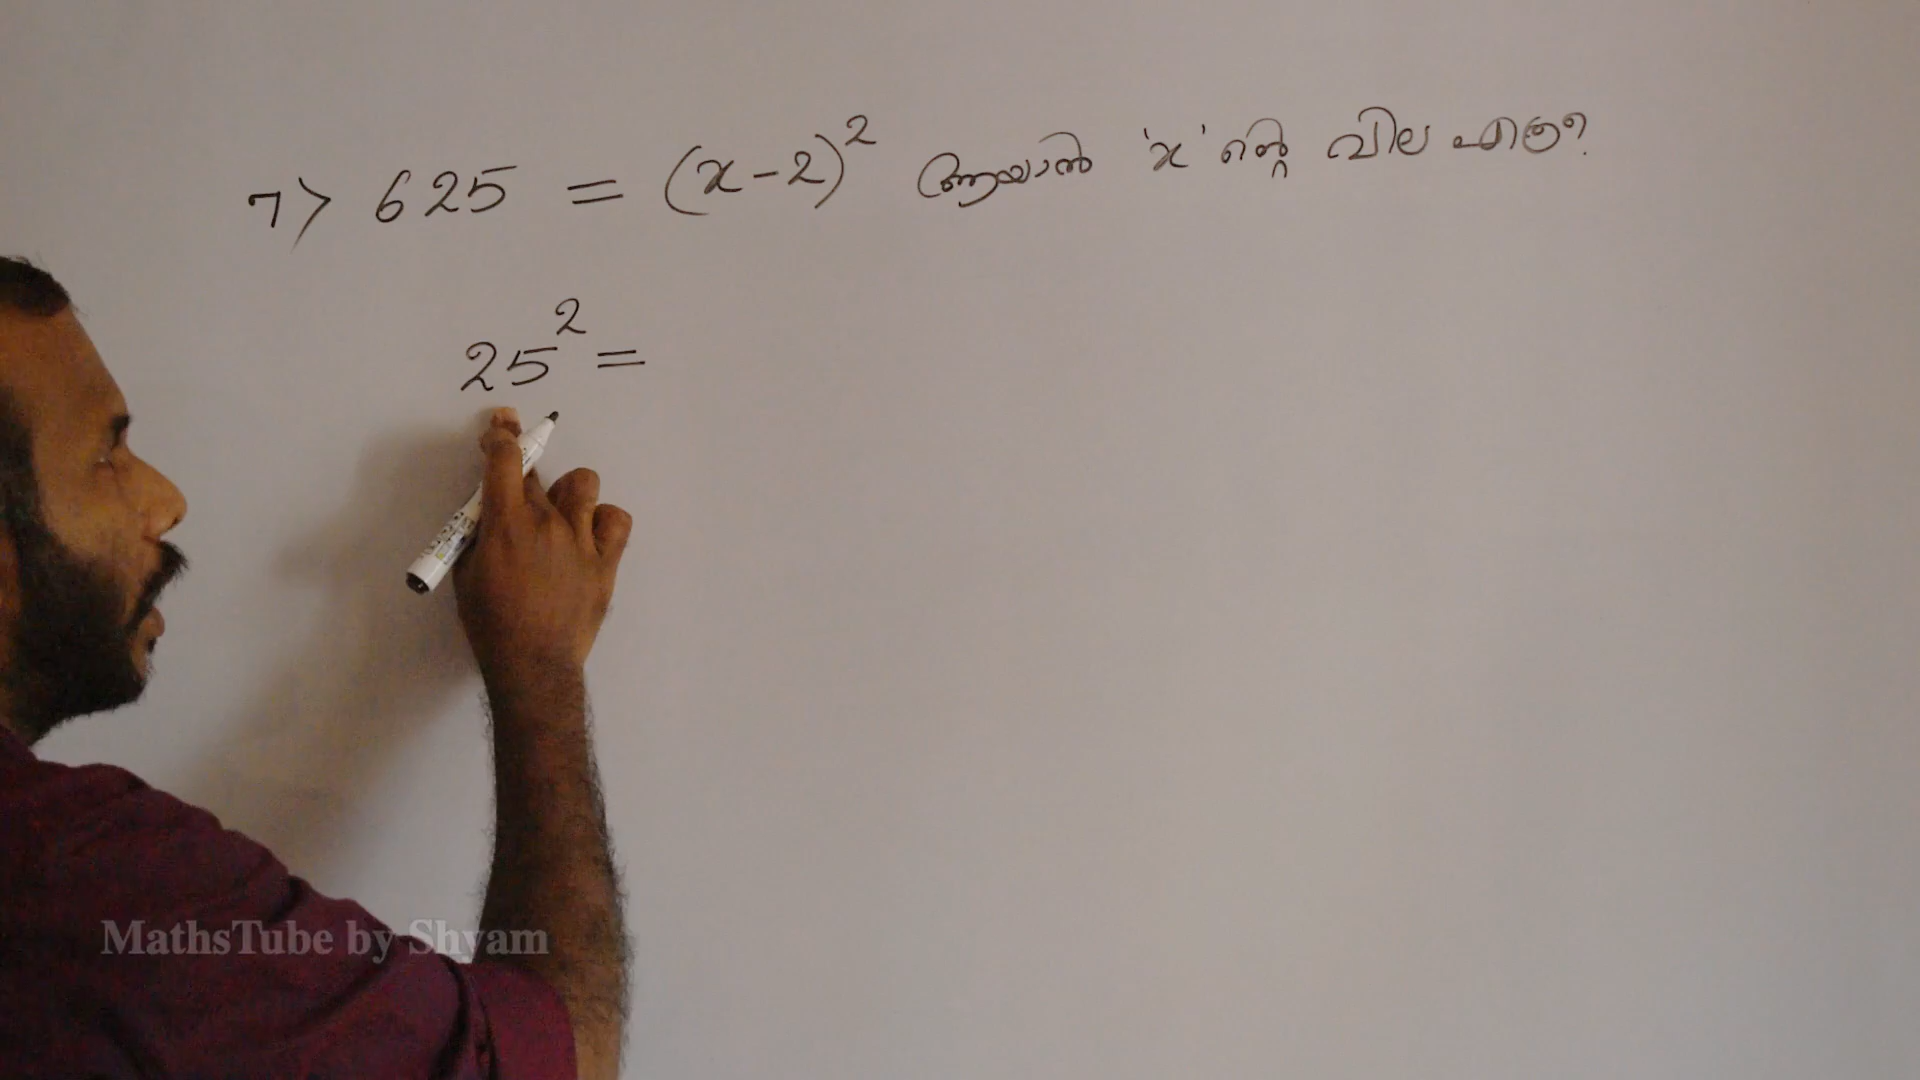 7> 625 = (x-2)² ആയാൽ 'x' ന്റെ വില എത്ര?
25² =
MathsTube by Shyam